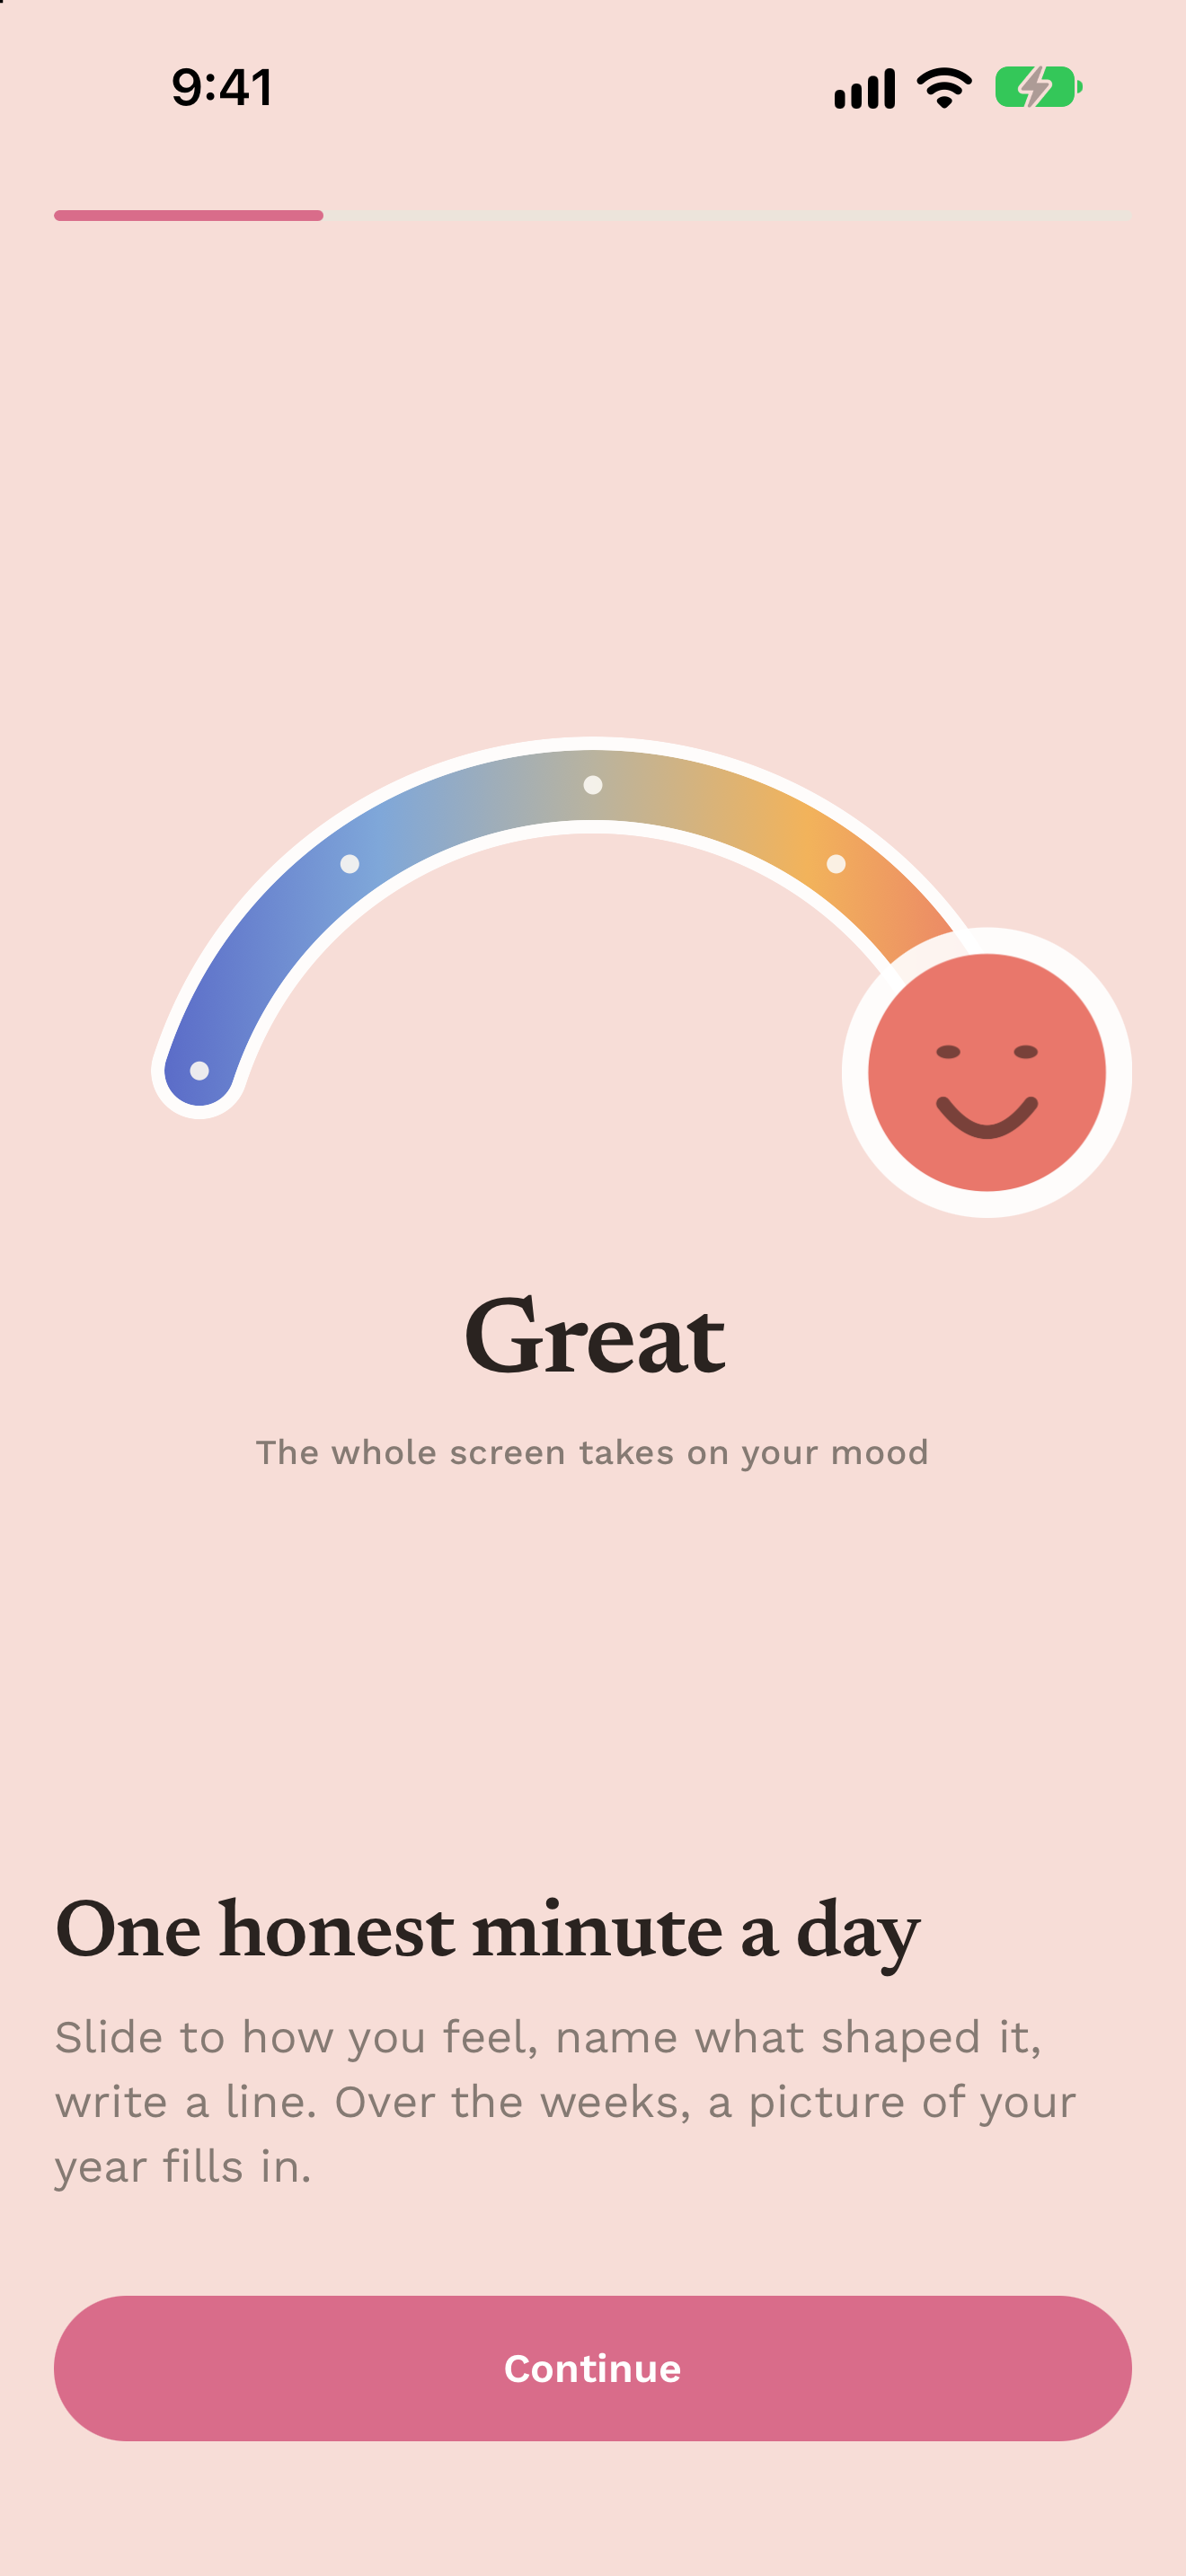 9:41
Great
The whole screen takes on your mood
One honest minute a day
Slide to how you feel, name what shaped it,
write a line. Over the weeks, a picture of your
year fills in.
Continue